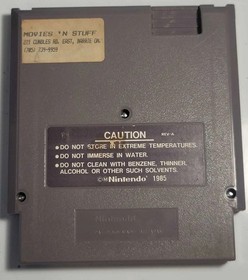 MOVIES 'N STUFF
CAUTION
REV-A
• DO NOT STORE IN EXTREME TEMPERATURES.
• DO NOT IMMERSE IN WATER.
• DO NOT CLEAN WITH BENZENE, THINNER,
ALCOHOL OR OTHER SUCH SOLVENTS.
©Nintendo 1985
Nintendo